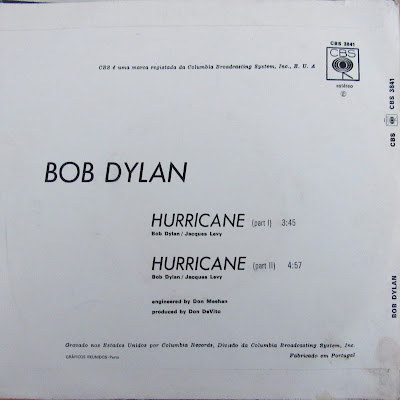 CBS 3841
CBS é uma marca registada da Columbia Broadcasting System, Inc., E. U. A
CBS
estéreo
©
BOB DYLAN
HURRICANE (part I) 3:45
Bob Dylan / Jacques Levy
HURRICANE (part II) 4:57
Bob Dylan / Jacques Levy
engineered by Don Meehan
produced by Don DeVito
Gravado nos Estados Unidos por Columbia Records, Divisão da Columbia Broadcasting System, Inc.
GRÁFICOS REUNIDOS-Porto
Fabricado em Portugal
CBS CBS 3841
BOB DYLAN